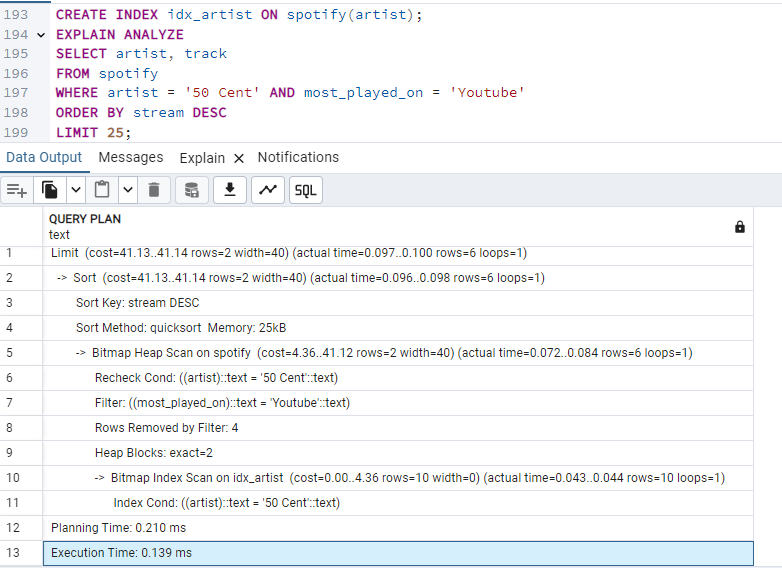 193 CREATE INDEX idx_artist ON spotify(artist);
194 EXPLAIN ANALYZE
195 SELECT artist, track
196 FROM spotify
197 WHERE artist = '50 Cent' AND most_played_on = 'Youtube'
198 ORDER BY stream DESC
199 LIMIT 25;
Data Output Messages Explain × Notifications
SQL
QUERY PLAN
text
1 Limit (cost=41.13..41.14 rows=2 width=40) (actual time=0.097..0.100 rows=6 loops=1)
2 -> Sort (cost=41.13..41.14 rows=2 width=40) (actual time=0.096..0.098 rows=6 loops=1)
3 Sort Key: stream DESC
4 Sort Method: quicksort Memory: 25kB
5 -> Bitmap Heap Scan on spotify (cost=4.36..41.12 rows=2 width=40) (actual time=0.072..0.084 rows=6 loops=1)
6 Recheck Cond: ((artist)::text = '50 Cent'::text)
7 Filter: ((most_played_on)::text = 'Youtube'::text)
8 Rows Removed by Filter: 4
9 Heap Blocks: exact=2
10 -> Bitmap Index Scan on idx_artist (cost=0.00..4.36 rows=10 width=0) (actual time=0.043..0.044 rows=10 loops=1)
11 Index Cond: ((artist)::text = '50 Cent'::text)
12 Planning Time: 0.210 ms
13 Execution Time: 0.139 ms